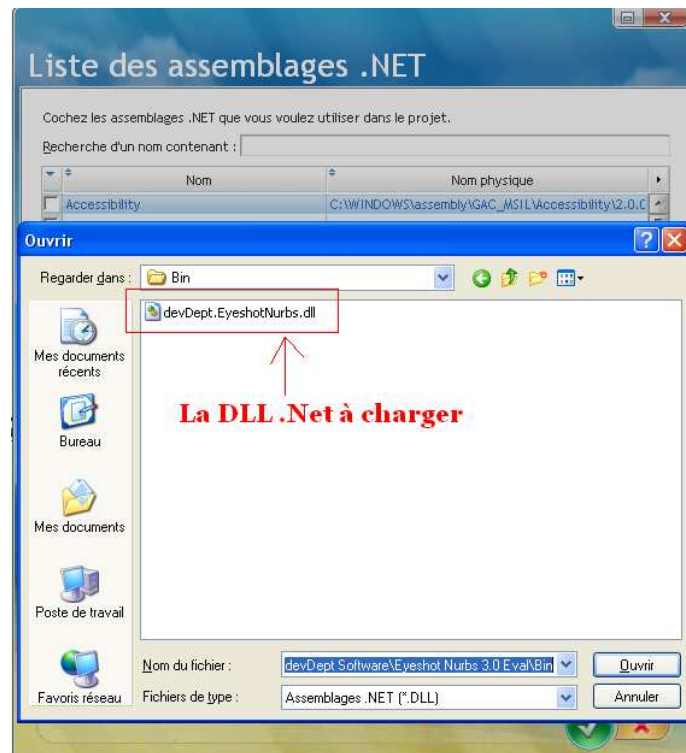 Liste des assemblages .NET
Cochez les assemblages .NET que vous voulez utiliser dans le projet.
Recherche d'un nom contenant :
Nom
Nom physique
Accessibility
C:\WINDOWS\assembly\GAC_MSIL\Accessibility\2.0.0
Ouvrir
Regarder dans :
Bin
devDept.EyeshotNurbs.dll
Mes documents
récents
La DLL .Net à charger
Bureau
Mes documents
Poste de travail
Favoris réseau
Nom du fichier :
devDept Software\Eyeshot Nurbs 3.0 Eval\Bin
Ouvrir
Fichiers de type :
Assemblages .NET (*.DLL)
Annuler